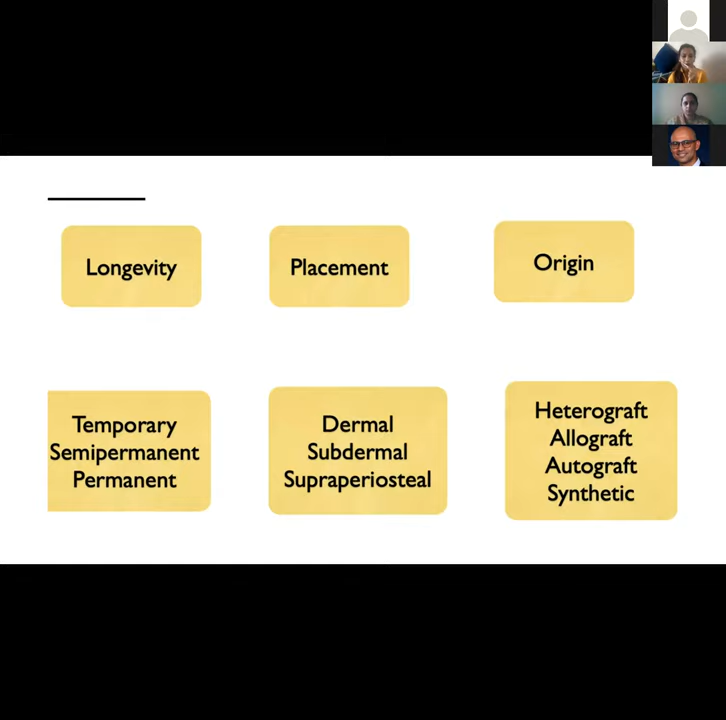 Longevity
Placement
Origin
Temporary
Semipermanent
Permanent
Dermal
Subdermal
Supraperiosteal
Heterograft
Allograft
Autograft
Synthetic